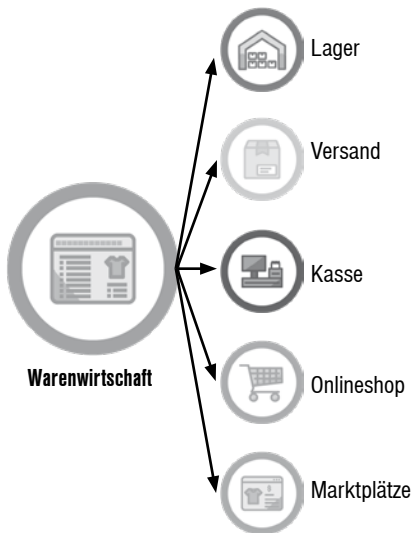 Lager
Versand
Kasse
Warenwirtschaft
Onlineshop
Marktplätze